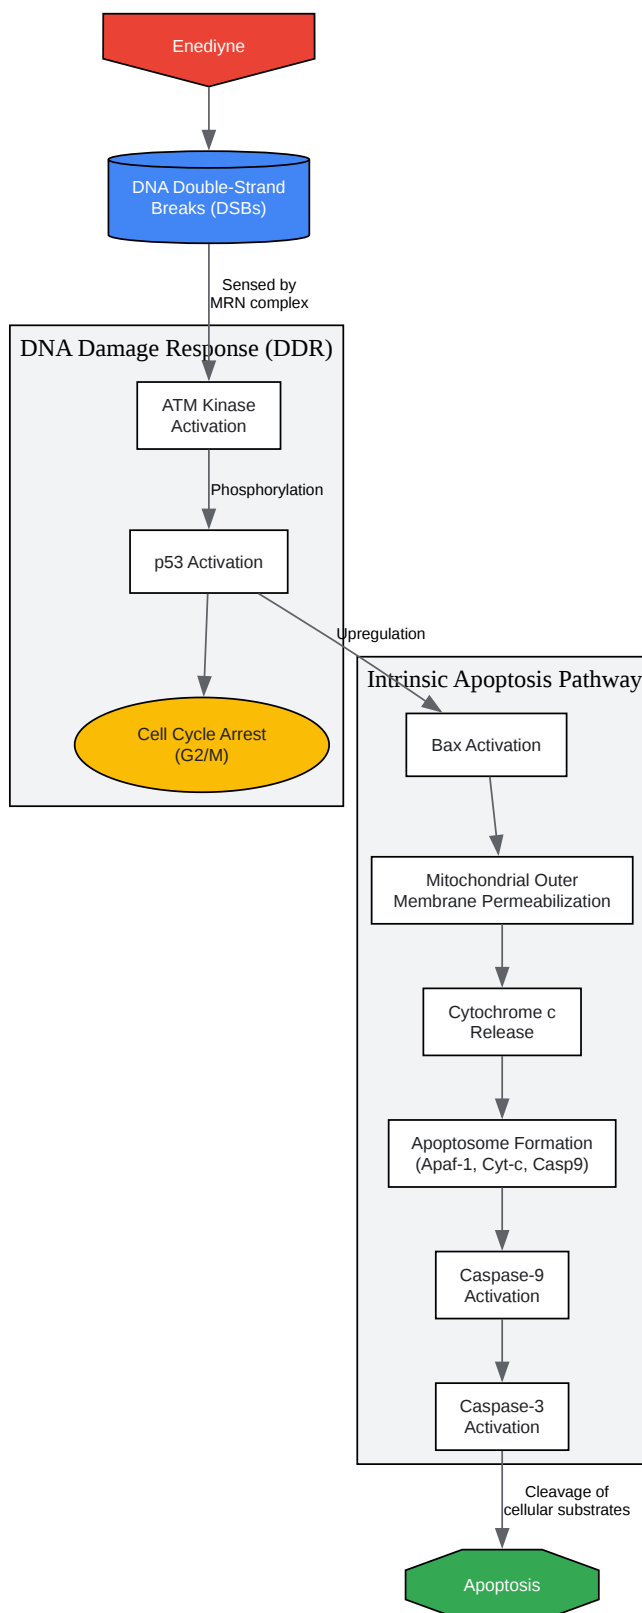 Enediyne
DNA Double-Strand
Breaks (DSBs)
Sensed by
MRN complex
DNA Damage Response (DDR)
ATM Kinase
Activation
Phosphorylation
p53 Activation
Upregulation
Intrinsic Apoptosis Pathway
Cell Cycle Arrest
(G2/M)
Bax Activation
Mitochondrial Outer
Membrane Permeabilization
Cytochrome c
Release
Apoptosome Formation
(Apaf-1, Cyt-c, Casp9)
Caspase-9
Activation
Caspase-3
Activation
Cleavage of
cellular substrates
Apoptosis